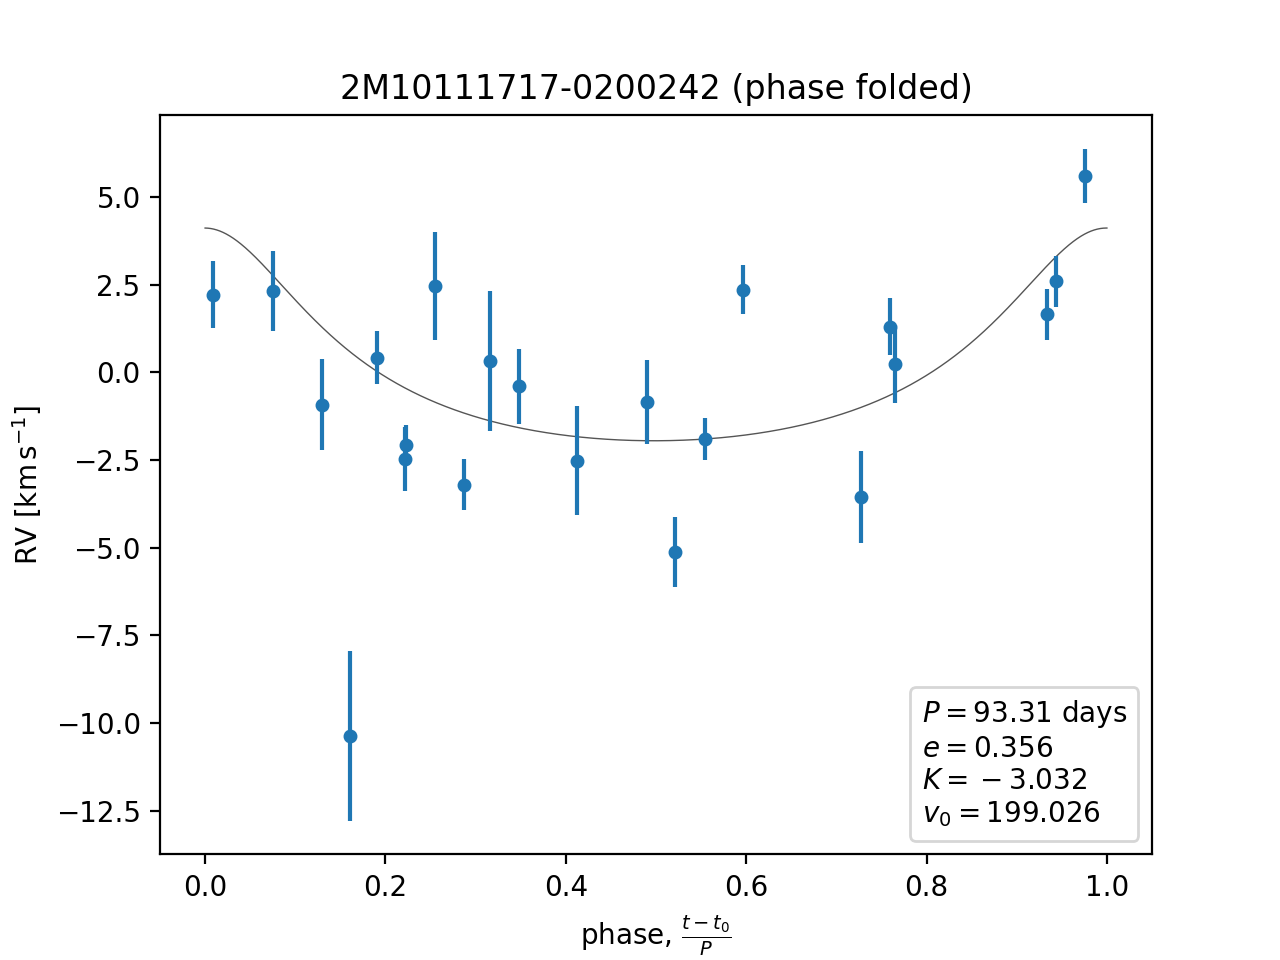 2M10111717-0200242 (phase folded)
RV [km s⁻¹]
5.0
2.5
0.0
−2.5
−5.0
−7.5
−10.0
−12.5
P = 93.31 days
e = 0.356
K = −3.032
v₀ = 199.026
0.0 0.2 0.4 0.6 0.8 1.0
phase, (t − t₀)/P